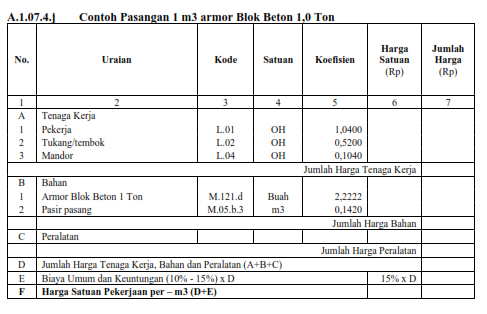 A.1.07.4.j Contoh Pasangan 1 m3 armor Blok Beton 1,0 Ton
No. Uraian Kode Satuan Koefisien Harga Satuan (Rp) Jumlah Harga (Rp)
1 2 3 4 5 6 7
A Tenaga Kerja
1 Pekerja L.01 OH 1,0400
2 Tukang/tembok L.02 OH 0,5200
3 Mandor L.04 OH 0,1040
Jumlah Harga Tenaga Kerja
B Bahan
1 Armor Blok Beton 1 Ton M.121.d Buah 2,2222
2 Pasir pasang M.05.b.3 m3 0,1420
Jumlah Harga Bahan
C Peralatan
Jumlah Harga Peralatan
D Jumlah Harga Tenaga Kerja, Bahan dan Peralatan (A+B+C)
E Biaya Umum dan Keuntungan (10% - 15%) x D 15% x D
F Harga Satuan Pekerjaan per – m3 (D+E)